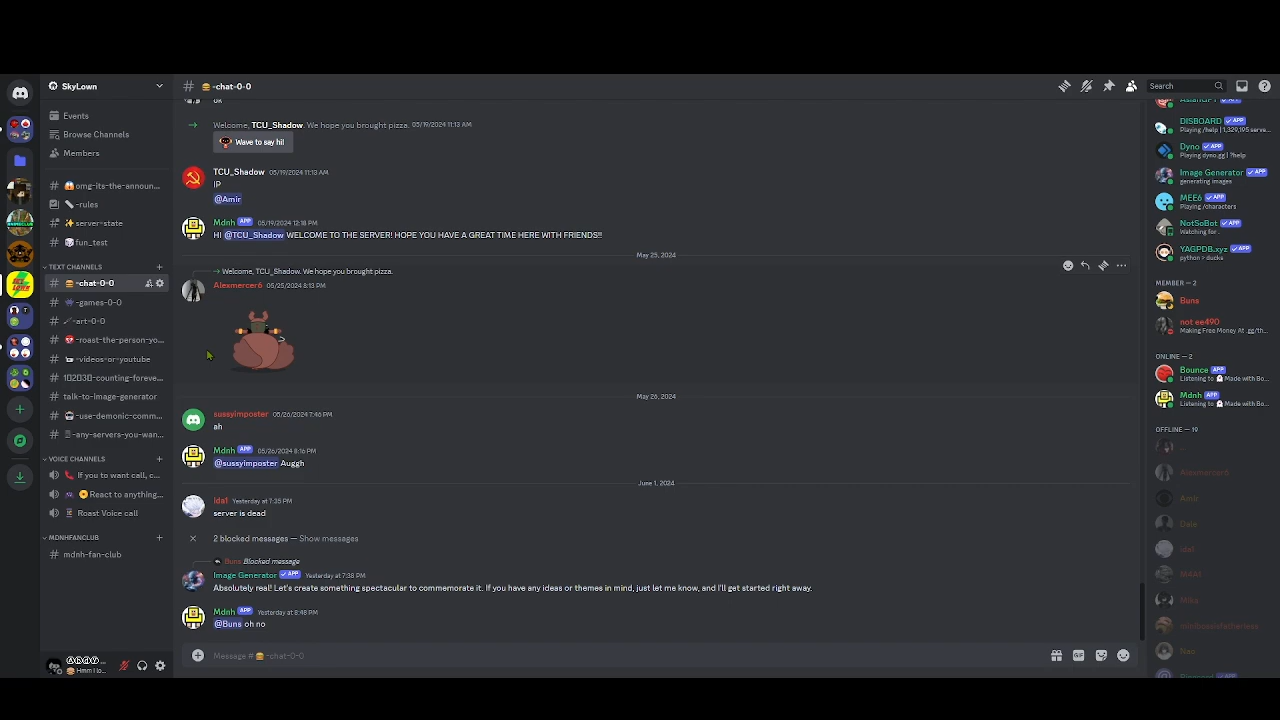 SkyLown
-chat-0-0
Search
Events
Browse Channels
Members
omg-its-the-announ...
-rules
-server-state
fun_test
TEXT CHANNELS
-chat-0-0
-games-0-0
-art-0-0
-roast-the-person-yo...
-videos-or-youtube
-counting-foreve...
talk-to-image-generator
-use-demonic-comm...
-any-servers-you-wan...
VOICE CHANNELS
If you to want call, c...
React to anything...
Roast Voice call
MDNHFANCLUB
mdnh-fan-club
Hmm I lo...
ok
Welcome, TCU_Shadow. We hope you brought pizza. 05/19/2024 11:13 AM
Wave to say hi!
TCU_Shadow 05/19/2024 11:13 AM
IP
@Amir
Mdnh APP 05/19/2024 12:18 PM
HI @TCU_Shadow WELCOME TO THE SERVER! HOPE YOU HAVE A GREAT TIME HERE WITH FRIENDS!!
May 25, 2024
Welcome, TCU_Shadow. We hope you brought pizza.
Alexmercer6 05/25/2024 8:13 PM
May 26, 2024
sussyimposter 05/26/2024 7:46 PM
ah
Mdnh APP 05/26/2024 8:16 PM
@sussyimposter Auggh
June 1, 2024
Ida1 Yesterday at 7:35 PM
server is dead
2 blocked messages — Show messages
Buns Blocked message
Image Generator APP Yesterday at 7:38 PM
Absolutely real! Let's create something spectacular to commemorate it. If you have any ideas or themes in mind, just let me know, and I'll get started right away.
Mdnh APP Yesterday at 8:48 PM
@Buns oh no
Message # -chat-0-0
APP
DISBOARD APP
Playing /help | 1,329,195 serve...
Dyno APP
Playing dyno.gg | ?help
Image Generator APP
generating images
MEE6 APP
Playing /characters
NotSoBot APP
Watching for .
YAGPDB.xyz APP
python > ducks
MEMBER — 2
Buns
not ee490
Making Free Money At .gg/th...
ONLINE — 2
Bounce APP
Listening to Made with Bo...
Mdnh APP
Listening to Made with Bo...
OFFLINE — 19
Alexmercer6
Amir
Dale
Ida1
MAA1
Miku
Neo